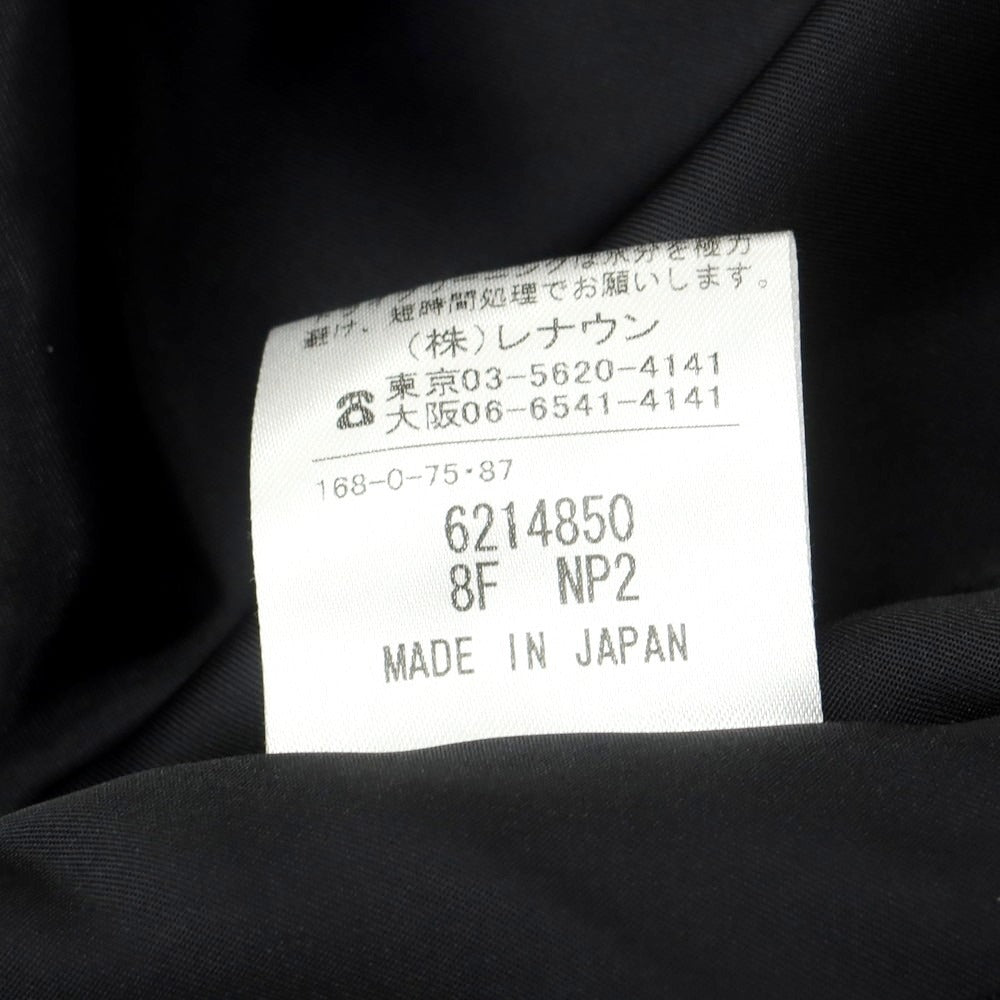 グは水分を極力
避け、短時間処理でお願いします。
(株)レナウン
☎ 東京03-5620-4141
大阪06-6541-4141
168-0-75・87
6214850
8F NP2
MADE IN JAPAN